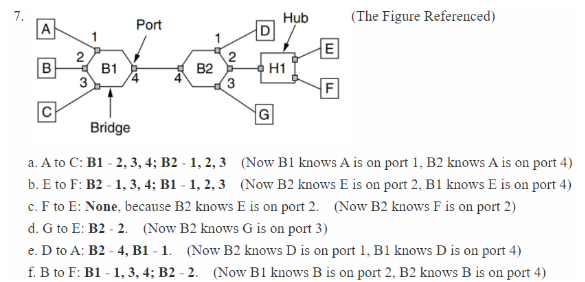 7.
Hub
(The Figure Referenced)
A
Port
D
1
1
E
2
2
B
B1
B2
H1
3
4
4
3
F
C
G
Bridge
a. A to C: B1 - 2, 3, 4; B2 - 1, 2, 3 (Now B1 knows A is on port 1, B2 knows A is on port 4)
b. E to F: B2 - 1, 3, 4; B1 - 1, 2, 3 (Now B2 knows E is on port 2, B1 knows E is on port 4)
c. F to E: None, because B2 knows E is on port 2. (Now B2 knows F is on port 2)
d. G to E: B2 - 2. (Now B2 knows G is on port 3)
e. D to A: B2 - 4, B1 - 1. (Now B2 knows D is on port 1, B1 knows D is on port 4)
f. B to F: B1 - 1, 3, 4; B2 - 2. (Now B1 knows B is on port 2, B2 knows B is on port 4)